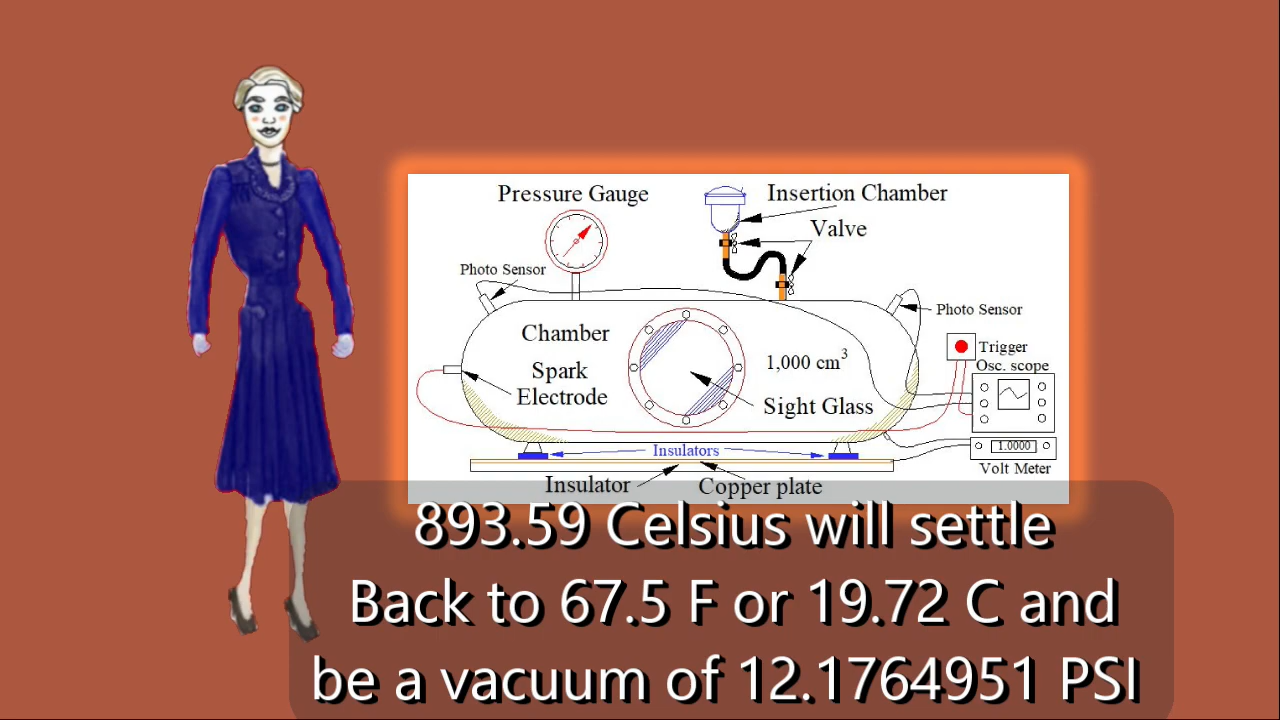 Pressure Gauge
Insertion Chamber
Valve
Photo Sensor
Photo Sensor
Chamber
1,000 cm³
Trigger
Osc. scope
Spark
Electrode
Sight Glass
1.0000
Insulators
Volt Meter
Insulator
Copper plate
893.59 Celsius will settle
Back to 67.5 F or 19.72 C and
be a vacuum of 12.1764951 PSI